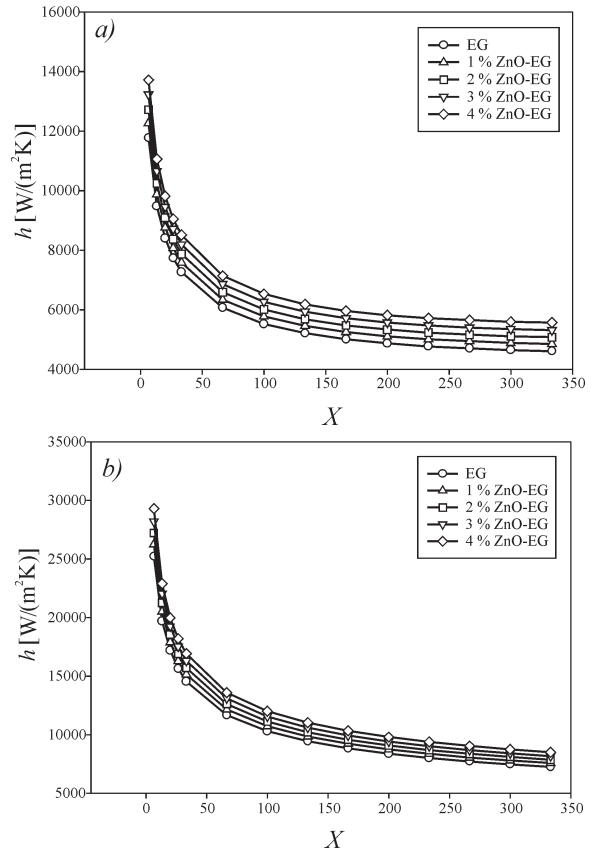 a)
16000
14000
12000
10000
8000
6000
4000
h [W/(m²K)]
EG
1 % ZnO-EG
2% ZnO-EG
3 % ZnO-EG
4 % ZnO-EG
0 50 100 150 200 250 300 350
X
b)
35000
30000
25000
20000
15000
10000
5000
h [W/(m²K)]
EG
1 % ZnO-EG
2 % ZnO-EG
3 % ZnO-EG
4 % ZnO-EG
0 50 100 150 200 250 300 350
X